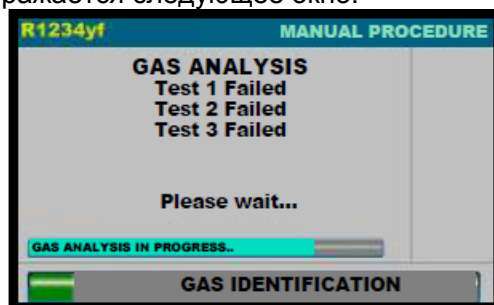 ражается следующее окно:
R1234yf MANUAL PROCEDURE
GAS ANALYSIS
Test 1 Failed
Test 2 Failed
Test 3 Failed
Please wait...
GAS ANALYSIS IN PROGRESS..
GAS IDENTIFICATION